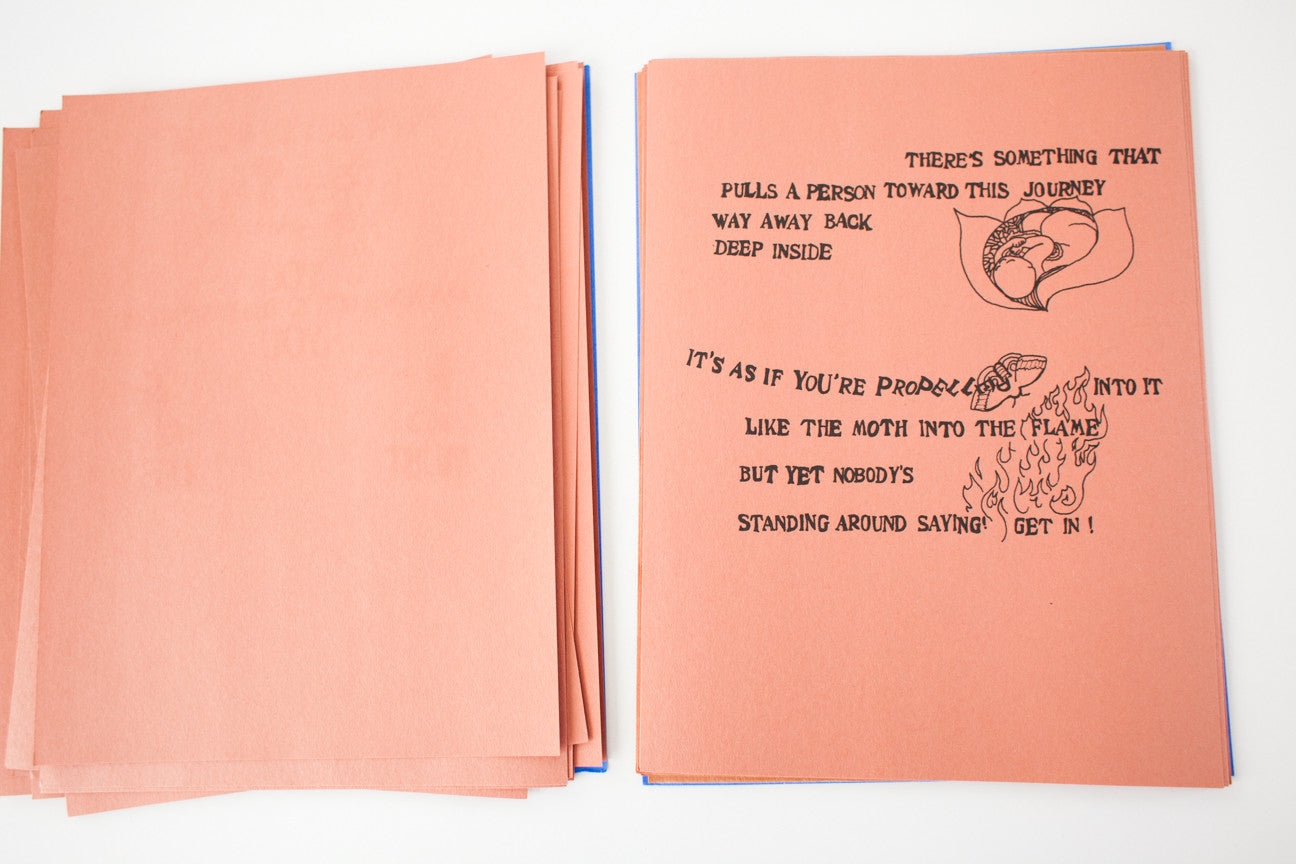 THERE'S SOMETHING THAT
PULLS A PERSON TOWARD THIS JOURNEY
WAY AWAY BACK
DEEP INSIDE
IT'S AS IF YOU'RE PROPELLED INTO IT
LIKE THE MOTH INTO THE FLAME
BUT YET NOBODY'S
STANDING AROUND SAYING! GET IN !